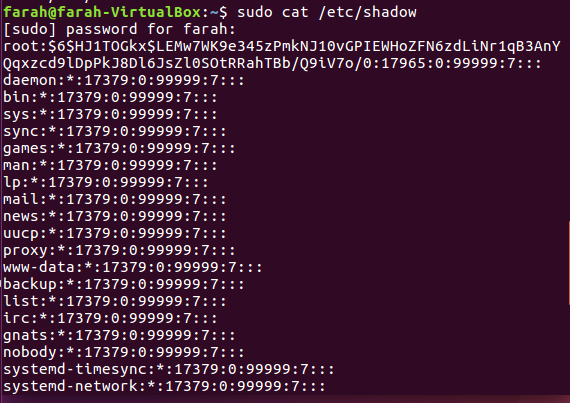 farah@farah-VirtualBox:~$ sudo cat /etc/shadow
[sudo] password for farah:
root:$6$HJ1TOGkx$LEMw7WK9e345zPmkNJ10vGPIEWHoZFN6zdLiNr1qB3AnY
Qqxzcd9lDpPkJ8Dl6JsZl0SOtRRahTBb/Q9iV7o/0:17965:0:99999:7:::
daemon:*:17379:0:99999:7:::
bin:*:17379:0:99999:7:::
sys:*:17379:0:99999:7:::
sync:*:17379:0:99999:7:::
games:*:17379:0:99999:7:::
man:*:17379:0:99999:7:::
lp:*:17379:0:99999:7:::
mail:*:17379:0:99999:7:::
news:*:17379:0:99999:7:::
uucp:*:17379:0:99999:7:::
proxy:*:17379:0:99999:7:::
www-data:*:17379:0:99999:7:::
backup:*:17379:0:99999:7:::
list:*:17379:0:99999:7:::
irc:*:17379:0:99999:7:::
gnats:*:17379:0:99999:7:::
nobody:*:17379:0:99999:7:::
systemd-timesync:*:17379:0:99999:7:::
systemd-network:*:17379:0:99999:7:::